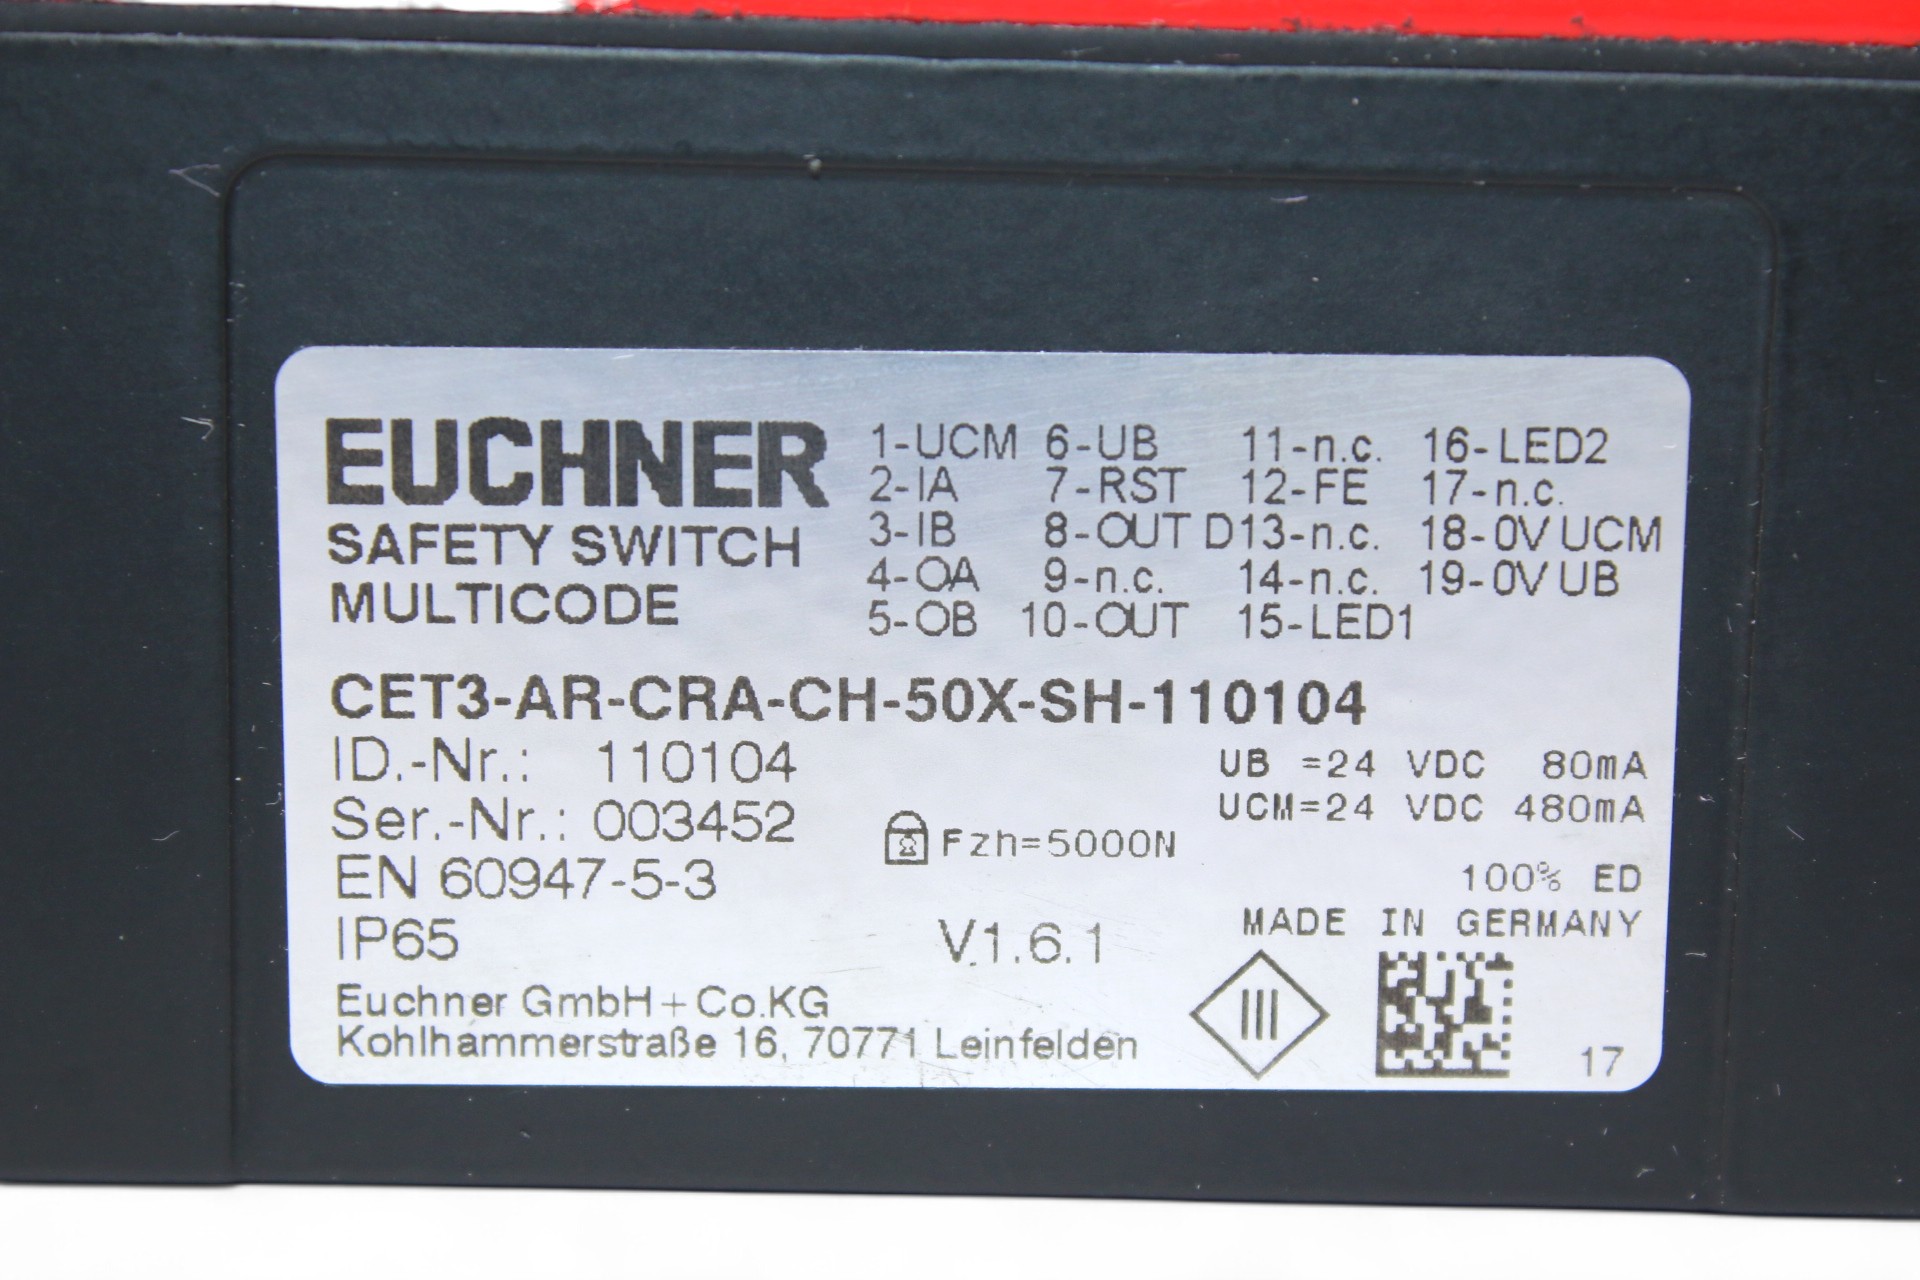 EUCHNER
SAFETY SWITCH
MULTICODE
1-UCM 6-UB 11-n.c. 16-LED2
2-IA 7-RST 12-FE 17-n.c.
3-IB 8-OUT D 13-n.c. 18-0V UCM
4-OA 9-n.c. 14-n.c. 19-0V UB
5-OB 10-OUT 15-LED1
CET3-AR-CRA-CH-50X-SH-110104
ID.-Nr.: 110104
UB =24 VDC 80mA
Ser.-Nr.: 003452
UCM=24 VDC 480mA
Fzh=5000N
EN 60947-5-3
100% ED
IP65
V.1.6.1
MADE IN GERMANY
Euchner GmbH+Co.KG
Kohlhammerstraße 16, 70771 Leinfelden
III
17